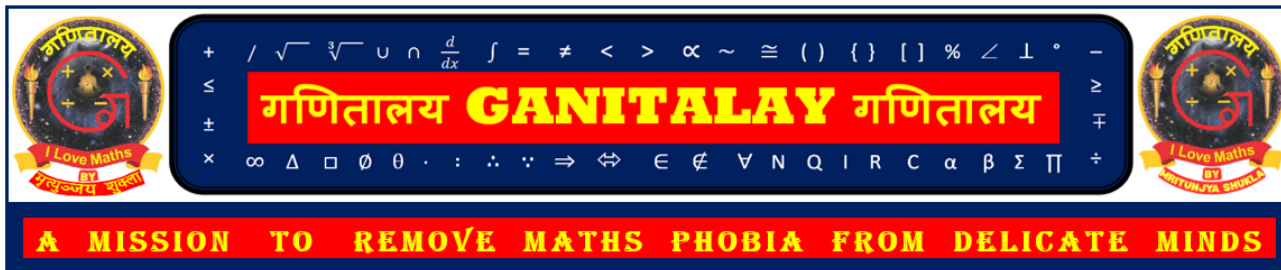 + / √ ∛ ∪ ∩ d/dx ∫ = ≠ < > ∝ ~ ≅ ( ) { } [ ] % ∠ ⊥ ° −
≤ ≥
गणितालय GANITALAY गणितालय
± ∓
× ∞ Δ □ Ø θ · : ∴ ∵ ⇒ ⇔ ∈ ∉ ∀ N Q I R C α β Σ ∏ ÷
गणितालय
+ ×
÷ −
I Love Maths
BY
मृत्युञ्जय शुक्ला
गणितालय
+ ×
÷ −
I Love Maths
BY
MRITUNJYA SHUKLA
A MISSION TO REMOVE MATHS PHOBIA FROM DELICATE MINDS